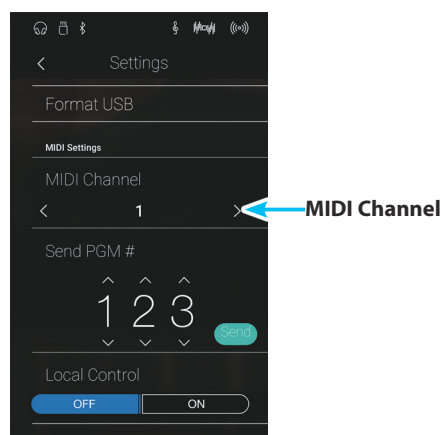 Settings
Format USB
MIDI Settings
MIDI Channel
1
MIDI Channel
Send PGM #
1 2 3
Send
Local Control
OFF ON